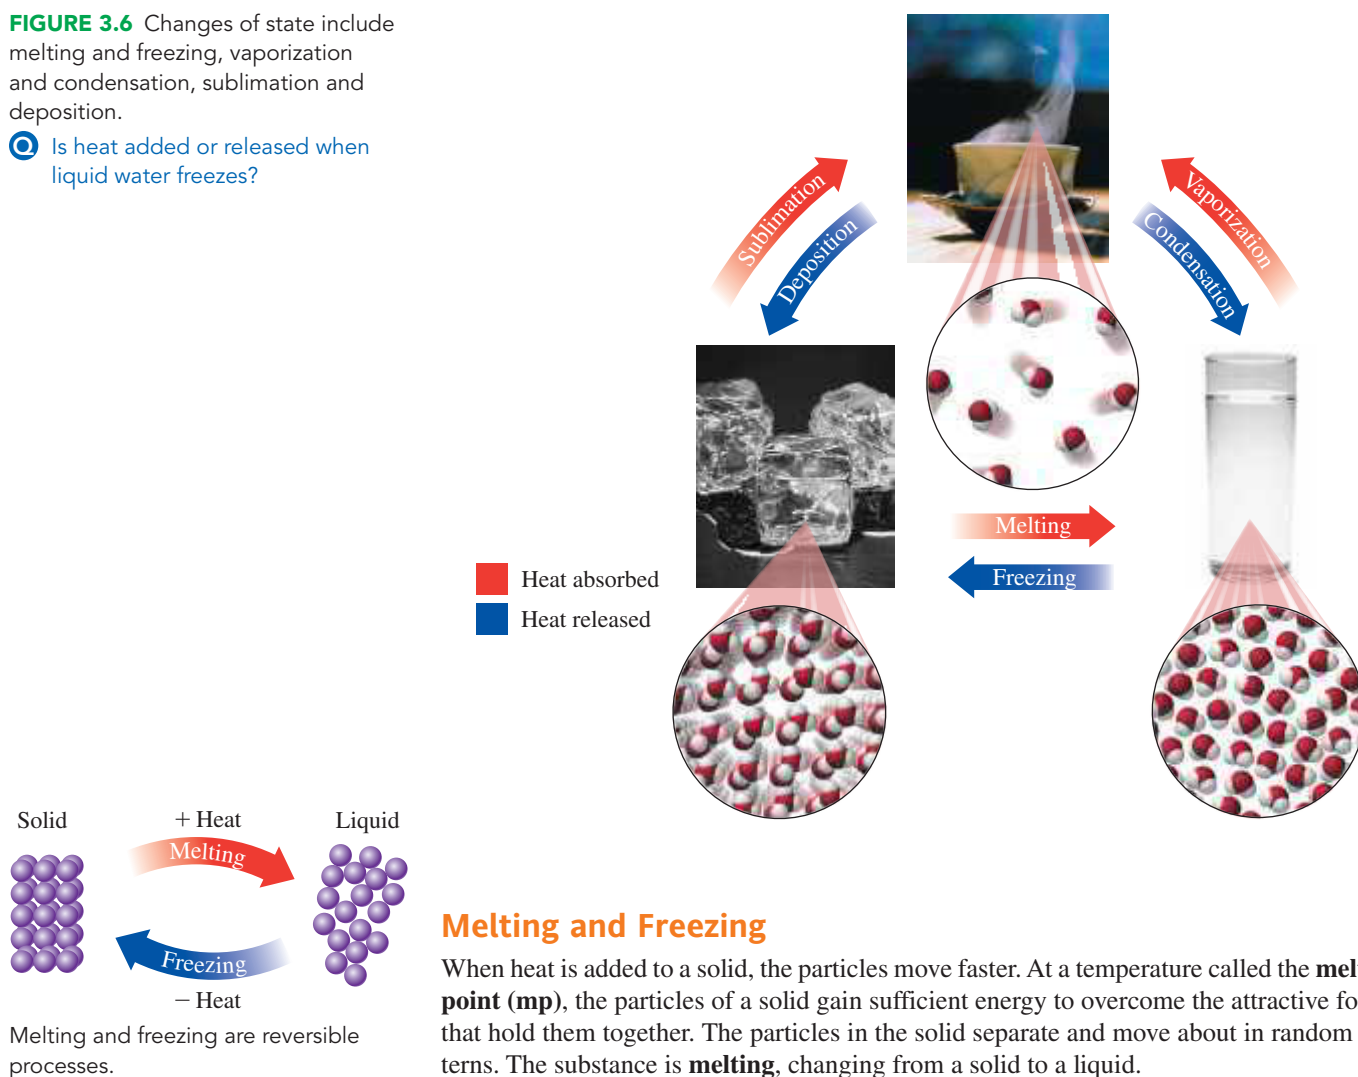 FIGURE 3.6 Changes of state include
melting and freezing, vaporization
and condensation, sublimation and
deposition.
Q Is heat added or released when
liquid water freezes?
Sublimation
Deposition
Vaporization
Condensation
Melting
Freezing
Heat absorbed
Heat released
Solid
+ Heat
Liquid
Melting
Freezing
− Heat
Melting and freezing are reversible
processes.
Melting and Freezing
When heat is added to a solid, the particles move faster. At a temperature called the mel
point (mp), the particles of a solid gain sufficient energy to overcome the attractive fo
that hold them together. The particles in the solid separate and move about in random
terns. The substance is melting, changing from a solid to a liquid.